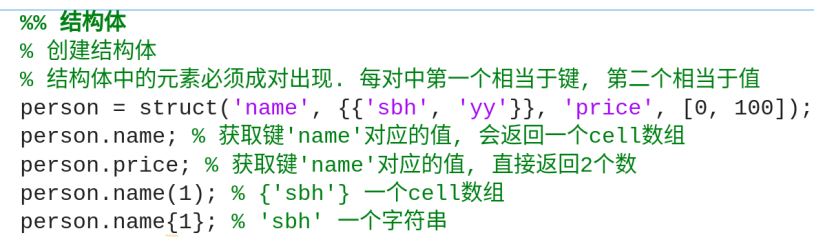 %% 结构体
% 创建结构体
% 结构体中的元素必须成对出现. 每对中第一个相当于键, 第二个相当于值
person = struct('name', {{'sbh', 'yy'}}, 'price', [0, 100]);
person.name; % 获取键'name'对应的值, 会返回一个cell数组
person.price; % 获取键'name'对应的值, 直接返回2个数
person.name(1); % {'sbh'} 一个cell数组
person.name{1}; % 'sbh' 一个字符串